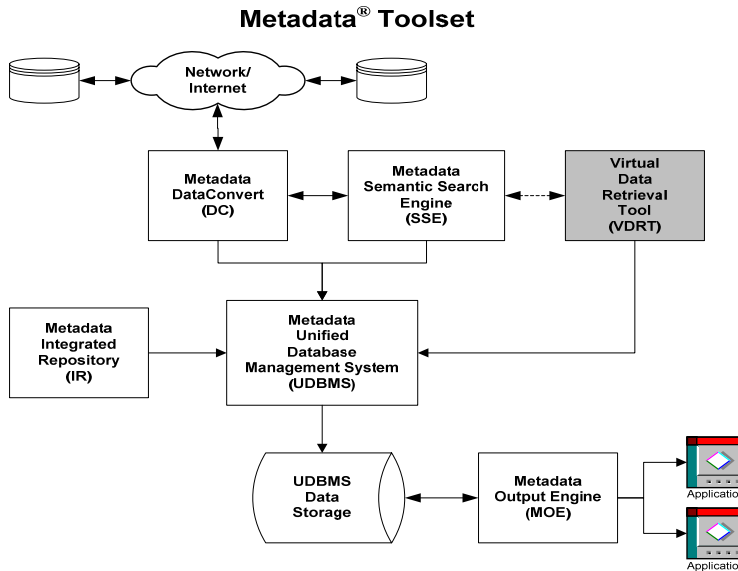 Metadata® Toolset
Network/
Internet
Metadata
DataConvert
(DC)
Metadata
Semantic Search
Engine
(SSE)
Virtual
Data
Retrieval
Tool
(VDRT)
Metadata
Integrated
Repository
(IR)
Metadata
Unified
Database
Management System
(UDBMS)
UDBMS
Data
Storage
Metadata
Output Engine
(MOE)
Application
Application